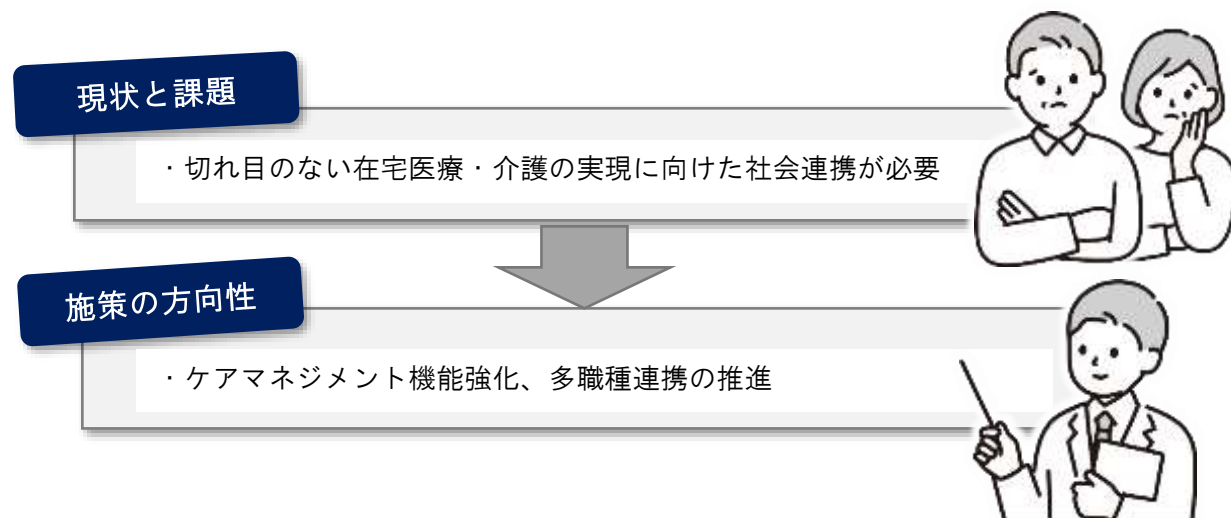 現状と課題
・切れ目のない在宅医療・介護の実現に向けた社会連携が必要
施策の方向性
・ケアマネジメント機能強化、多職種連携の推進